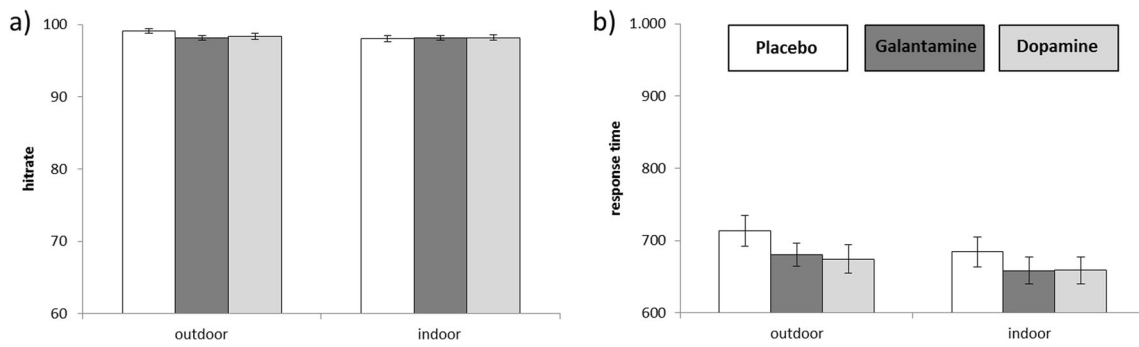 a)
100
90
80
70
60
hitrate
outdoor
indoor
b)
1.000
900
800
700
600
response time
Placebo
Galantamine
Dopamine
outdoor
indoor